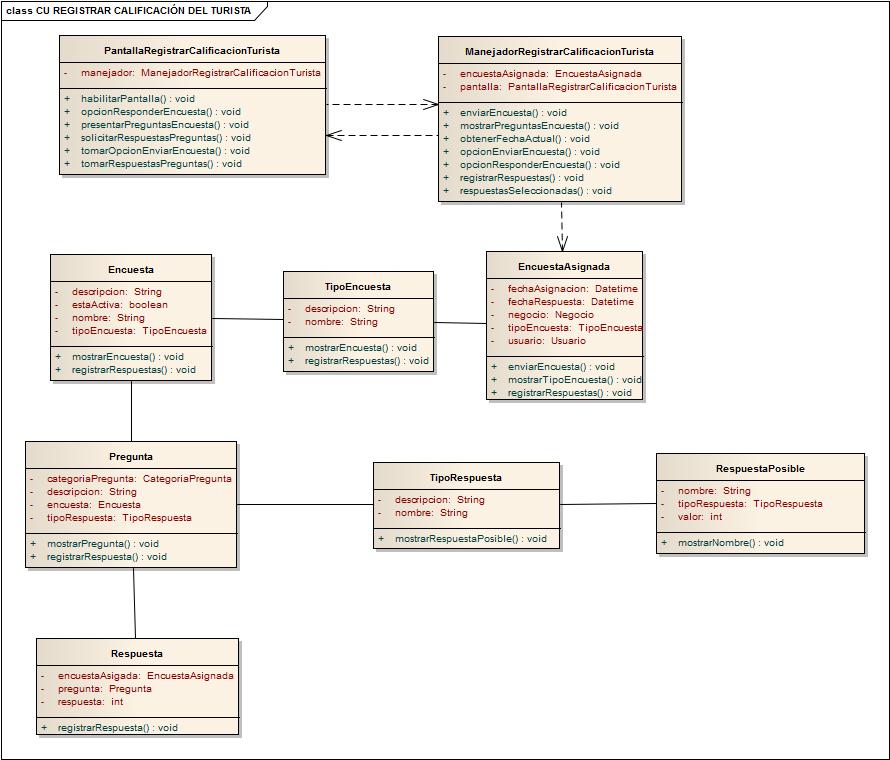 class CU REGISTRAR CALIFICACIÓN DEL TURISTA
PantallaRegistrarCalificacionTurista
- manejador: ManejadorRegistrarCalificacionTurista
+ habilitarPantalla() : void
+ opcionResponderEncuesta() : void
+ presentarPreguntasEncuesta() : void
+ solicitarRespuestasPreguntas() : void
+ tomarOpcionEnviarEncuesta() : void
+ tomarRespuestasPreguntas() : void
ManejadorRegistrarCalificacionTurista
- encuestaAsignada: EncuestaAsignada
- pantalla: PantallaRegistrarCalificacionTurista
+ enviarEncuesta() : void
+ mostrarPreguntasEncuesta() : void
+ obtenerFechaActual() : void
+ opcionEnviarEncuesta() : void
+ opcionResponderEncuesta() : void
+ registrarRespuestas() : void
+ respuestasSeleccionadas() : void
Encuesta
- descripcion: String
- estaActiva: boolean
- nombre: String
- tipoEncuesta: TipoEncuesta
+ mostrarEncuesta() : void
+ registrarRespuestas() : void
TipoEncuesta
- descripcion: String
- nombre: String
+ mostrarEncuesta() : void
+ registrarRespuestas() : void
EncuestaAsignada
- fechaAsignacion: Datetime
- fechaRespuesta: Datetime
- negocio: Negocio
- tipoEncuesta: TipoEncuesta
- usuario: Usuario
+ enviarEncuesta() : void
+ mostrarTipoEncuesta() : void
+ registrarRespuestas() : void
Pregunta
- categoriaPregunta: CategoriaPregunta
- descripcion: String
- encuesta: Encuesta
- tipoRespuesta: TipoRespuesta
+ mostrarPregunta() : void
+ registrarRespuesta() : void
TipoRespuesta
- descripcion: String
- nombre: String
+ mostrarRespuestaPosible() : void
RespuestaPosible
- nombre: String
- tipoRespuesta: TipoRespuesta
- valor: int
+ mostrarNombre() : void
Respuesta
- encuestaAsigada: EncuestaAsignada
- pregunta: Pregunta
- respuesta: int
+ registrarRespuesta() : void